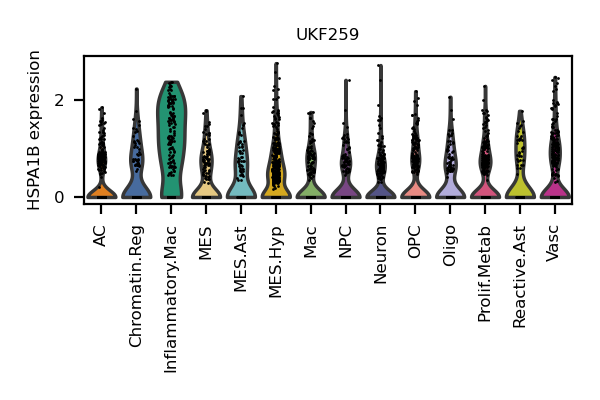 UKF259
HSPA1B expression
2
0
AC
Chromatin.Reg
Inflammatory.Mac
MES
MES.Ast
MES.Hyp
Mac
NPC
Neuron
OPC
Oligo
Prolif.Metab
Reactive.Ast
Vasc